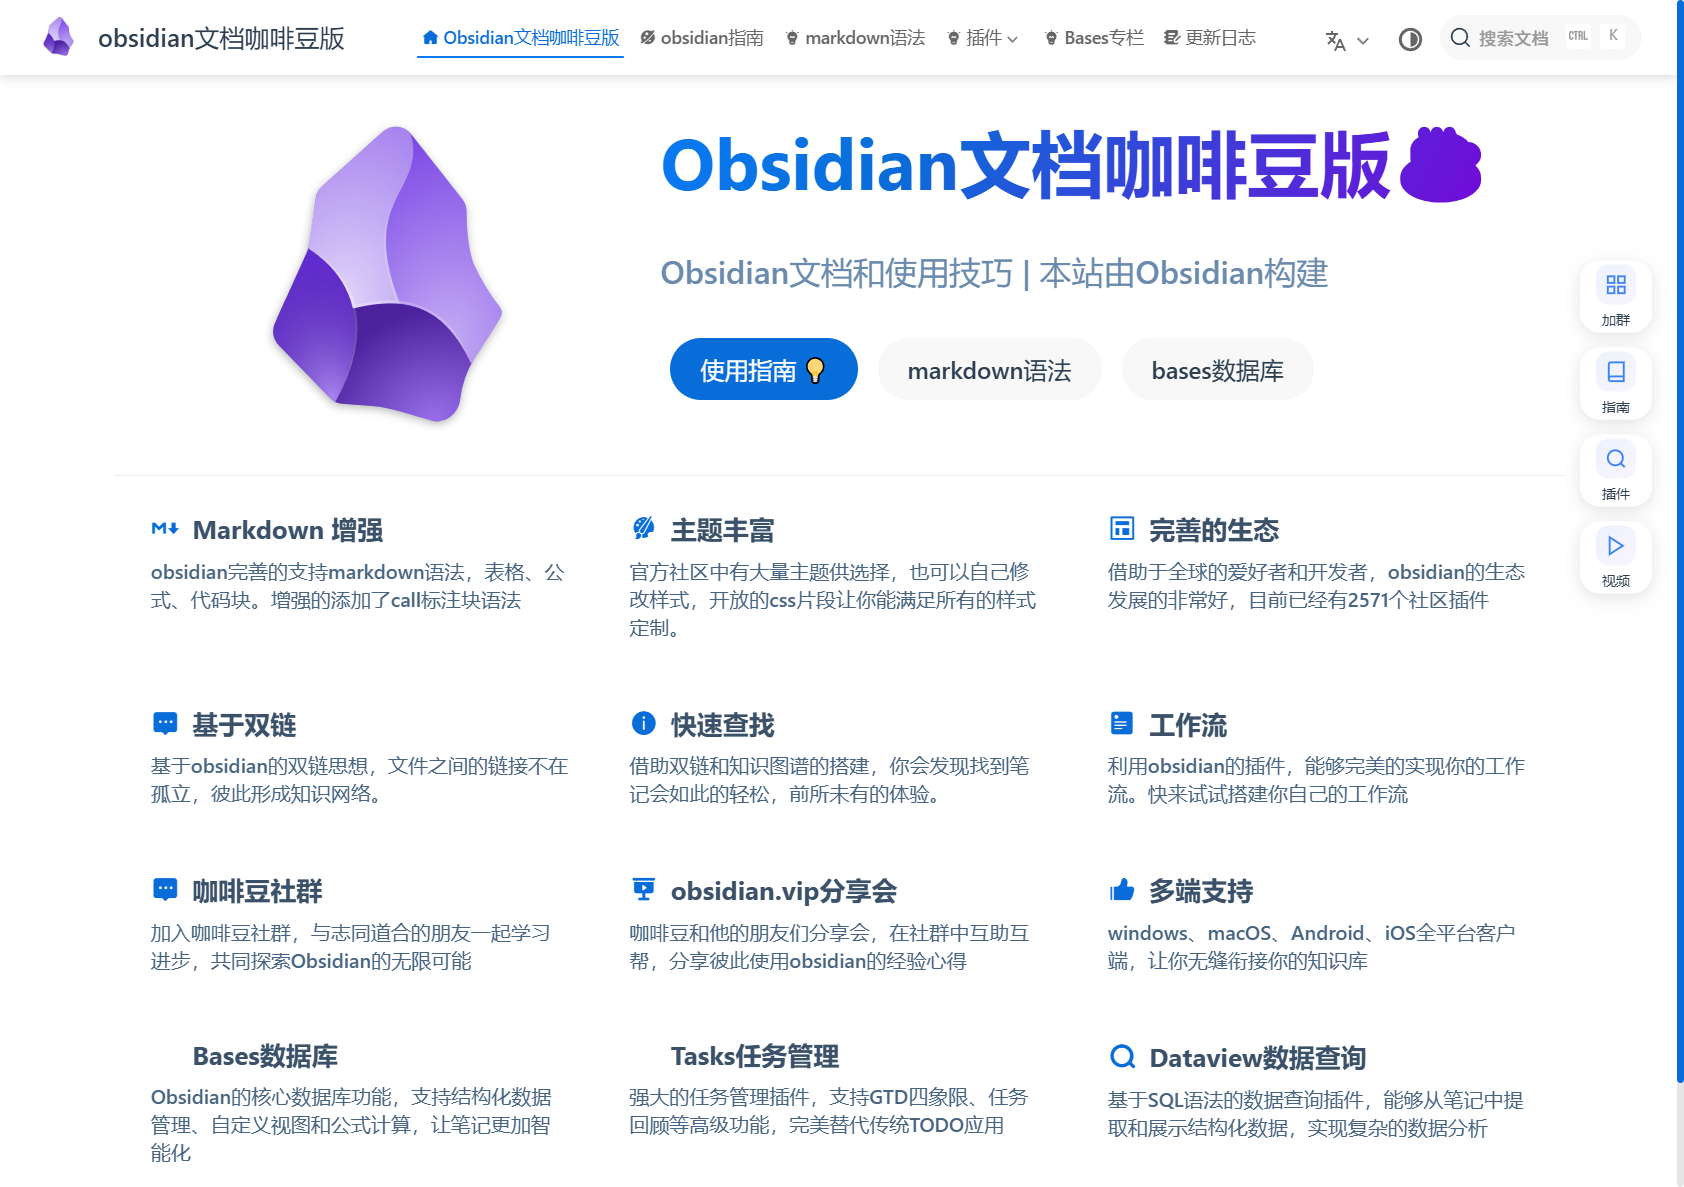 obsidian文档咖啡豆版
Obsidian文档咖啡豆版 obsidian指南 markdown语法 插件 Bases专栏 更新日志
搜索文档 CTRL K
Obsidian文档咖啡豆版
Obsidian文档和使用技巧 | 本站由Obsidian构建
使用指南💡 markdown语法 bases数据库
加群
指南
插件
视频
Markdown 增强
obsidian完善的支持markdown语法，表格、公
式、代码块。增强的添加了call标注块语法
主题丰富
官方社区中有大量主题供选择，也可以自己修
改样式，开放的css片段让你能满足所有的样式
定制。
完善的生态
借助于全球的爱好者和开发者，obsidian的生态
发展的非常好，目前已经有2571个社区插件
基于双链
基于obsidian的双链思想，文件之间的链接不在
孤立，彼此形成知识网络。
快速查找
借助双链和知识图谱的搭建，你会发现找到笔
记会如此的轻松，前所未有的体验。
工作流
利用obsidian的插件，能够完美的实现你的工作
流。快来试试搭建你自己的工作流
咖啡豆社群
加入咖啡豆社群，与志同道合的朋友一起学习
进步，共同探索Obsidian的无限可能
obsidian.vip分享会
咖啡豆和他的朋友们分享会，在社群中互助互
帮，分享彼此使用obsidian的经验心得
多端支持
windows、macOS、Android、iOS全平台客户
端，让你无缝衔接你的知识库
Bases数据库
Obsidian的核心数据库功能，支持结构化数据
管理、自定义视图和公式计算，让笔记更加智
能化
Tasks任务管理
强大的任务管理插件，支持GTD四象限、任务
回顾等高级功能，完美替代传统TODO应用
Dataview数据查询
基于SQL语法的数据查询插件，能够从笔记中提
取和展示结构化数据，实现复杂的数据分析